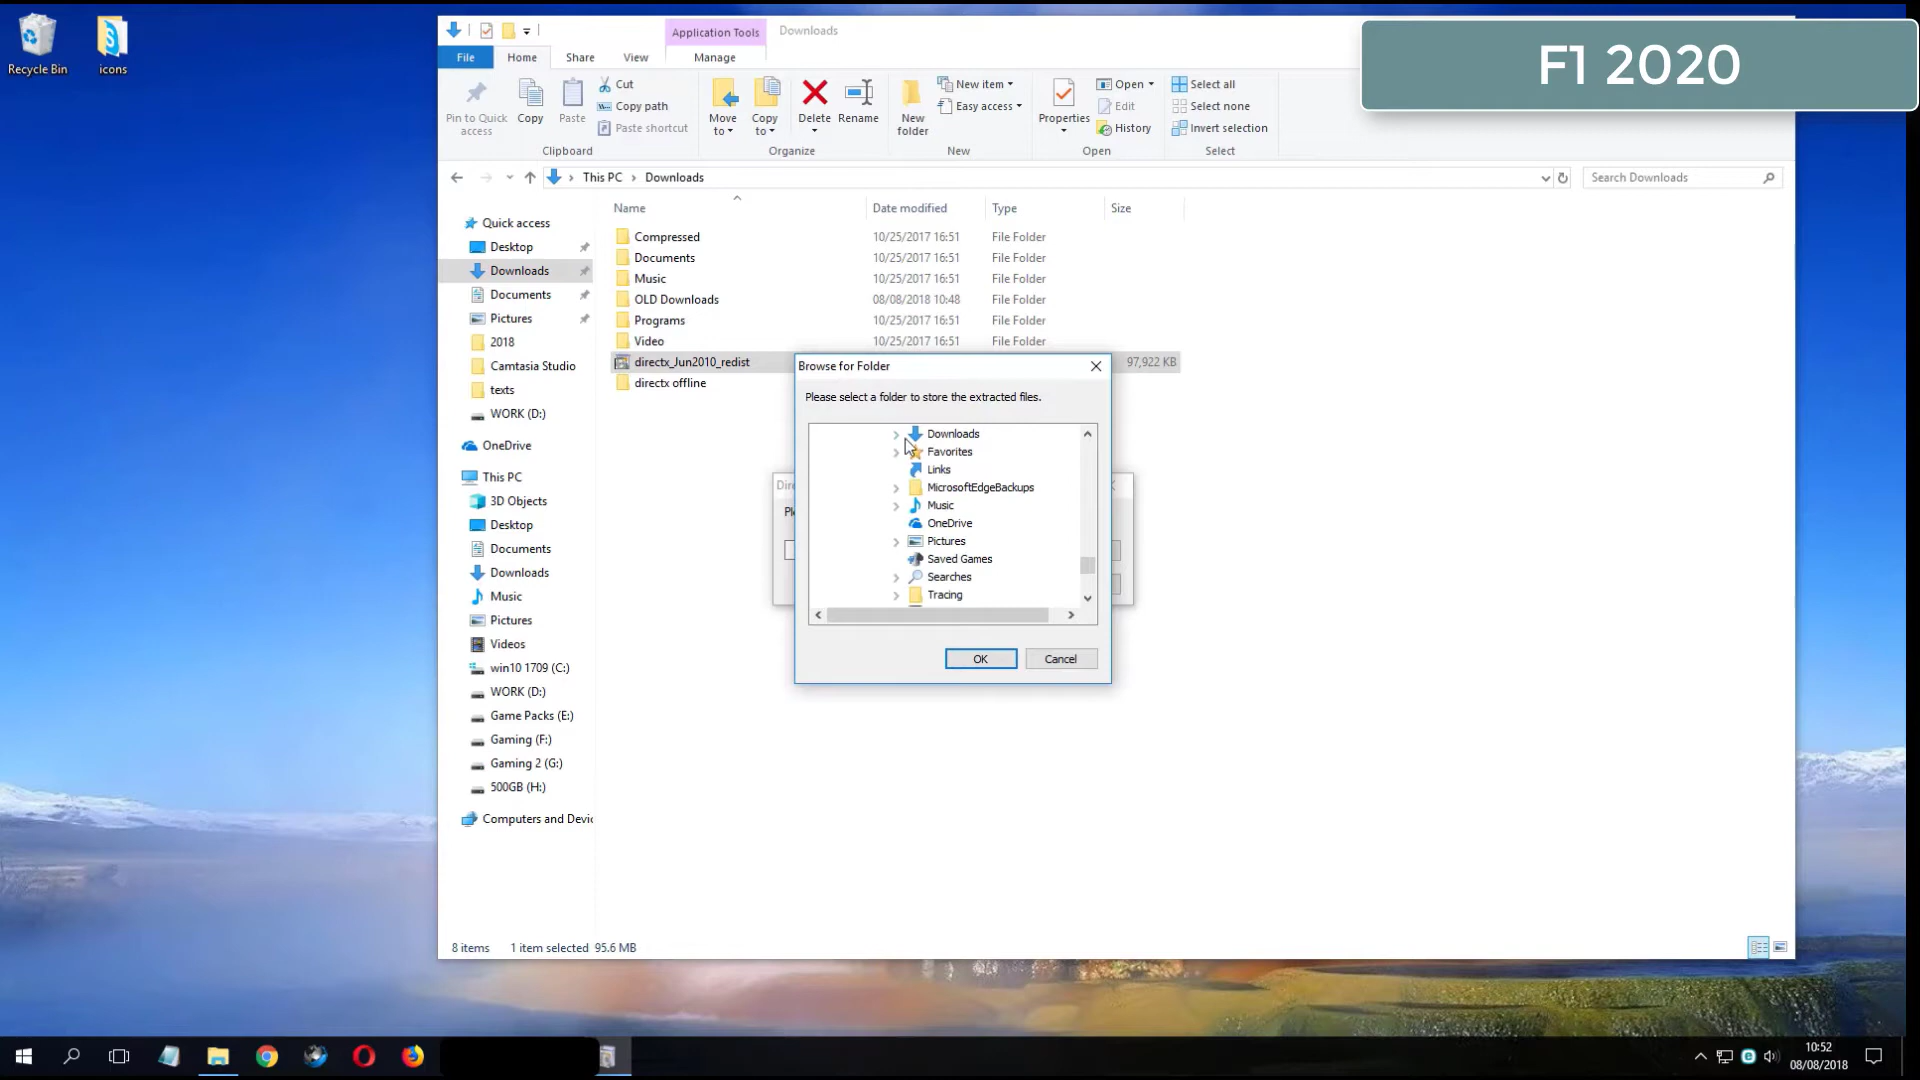 Recycle Bin
icons
Application Tools
Downloads
File
Home
Share
View
Manage
Pin to Quick access
Copy
Paste
Cut
Copy path
Paste shortcut
Clipboard
Move to
Copy to
Delete
Rename
Organize
New folder
New item
Easy access
New
Properties
Open
Edit
History
Open
Select all
Select none
Invert selection
Select
F1 2020
This PC
Downloads
Search Downloads
Quick access
Desktop
Downloads
Documents
Pictures
2018
Camtasia Studio
texts
WORK (D:)
OneDrive
This PC
3D Objects
Desktop
Documents
Downloads
Music
Pictures
Videos
win10 1709 (C:)
WORK (D:)
Game Packs (E:)
Gaming (F:)
Gaming 2 (G:)
500GB (H:)
Computers and Devic
Name Date modified Type Size
Compressed 10/25/2017 16:51 File Folder
Documents 10/25/2017 16:51 File Folder
Music 10/25/2017 16:51 File Folder
OLD Downloads 08/08/2018 10:48 File Folder
Programs 10/25/2017 16:51 File Folder
Video 10/25/2017 16:51 File Folder
directx_Jun2010_redist 97,922 KB
directx offline
Dire
Ple
Browse for Folder
Please select a folder to store the extracted files.
Downloads
Favorites
Links
MicrosoftEdgeBackups
Music
OneDrive
Pictures
Saved Games
Searches
Tracing
OK
Cancel
8 items 1 item selected 95.6 MB
10:52
08/08/2018